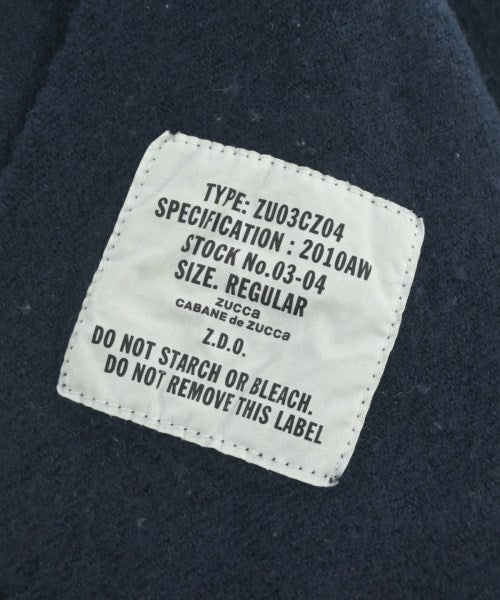 TYPE: ZU03CZ04
SPECIFICATION : 2010AW
STOCK No.03-04
SIZE. REGULAR
zucca
CABANE de zucca
Z.D.O.
DO NOT STARCH OR BLEACH.
DO NOT REMOVE THIS LABEL